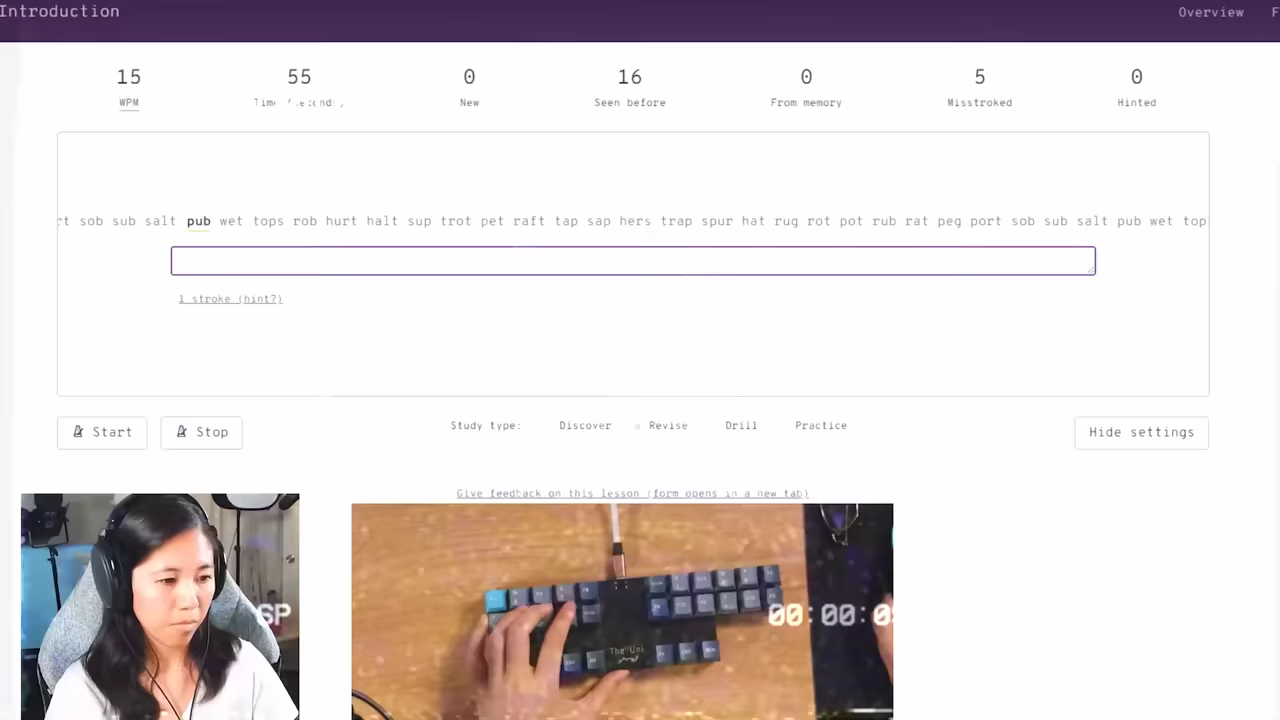 Introduction
Overview
15 55 0 16 0 5 0
WPM New Seen before From memory Misstroked Hinted
sob sub salt pub wet tops rob hurt halt sup trot pet raft tap sap hers trap spur hat rug rot pot rub rat peg port sob sub salt pub wet top
1 stroke (hint?)
Start Stop Study type: Discover Revise Drill Practice Hide settings
Give feedback on this lesson (form opens in a new tab)
SP
00:00:0
The Uni